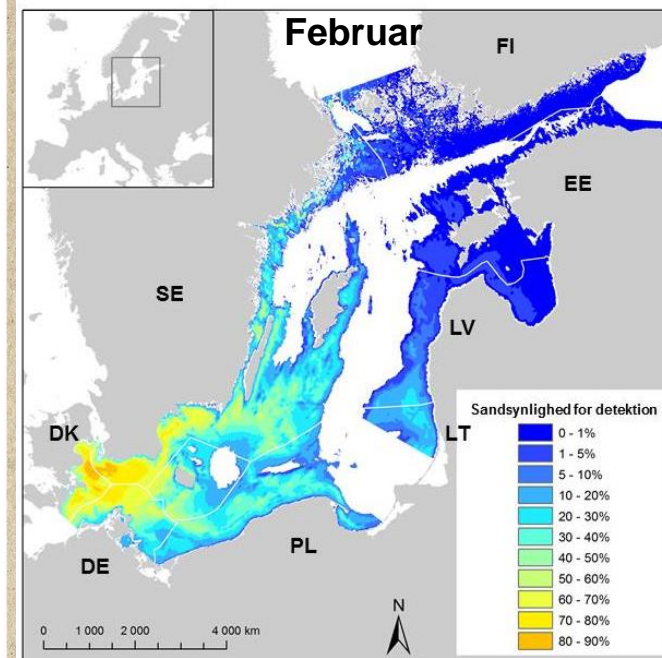 Februar
FI
EE
SE
LV
DK
LT
PL
DE
Sandsynlighed for detektion
0 - 1%
1 - 5%
5 - 10%
10 - 20%
20 - 30%
30 - 40%
40 - 50%
50 - 60%
60 - 70%
70 - 80%
80 - 90%
N
0 1 000 2 000 4 000 km